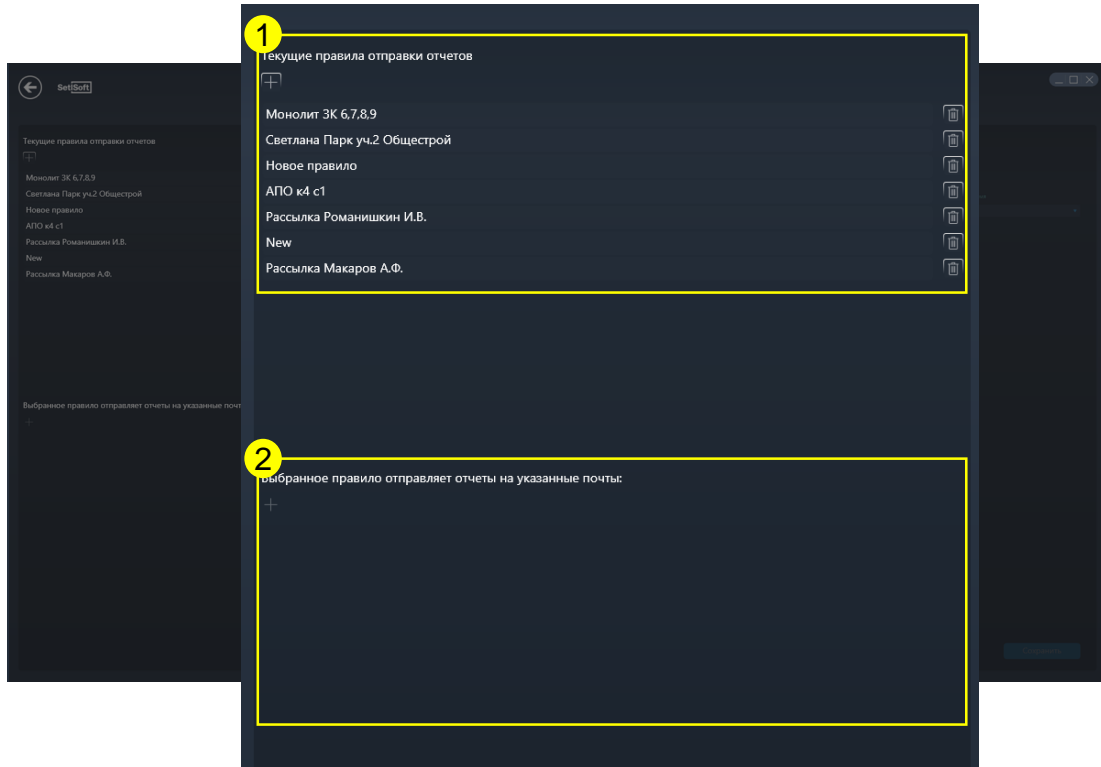 1
Текущие правила отправки отчетов
Монолит ЗК 6,7,8,9
Светлана Парк уч.2 Общестрой
Новое правило
АПО к4 с1
Рассылка Романишкин И.В.
New
Рассылка Макаров А.Ф.
2
Выбранное правило отправляет отчеты на указанные почты:
Set|Soft
Текущие правила отправки отчетов
Монолит ЗК 6,7,8,9
Светлана Парк уч.2 Общестрой
Новое правило
АПО к4 с1
Рассылка Романишкин И.В.
New
Рассылка Макаров А.Ф.
Выбранное правило отправляет отчеты на указанные почт
Сохранить